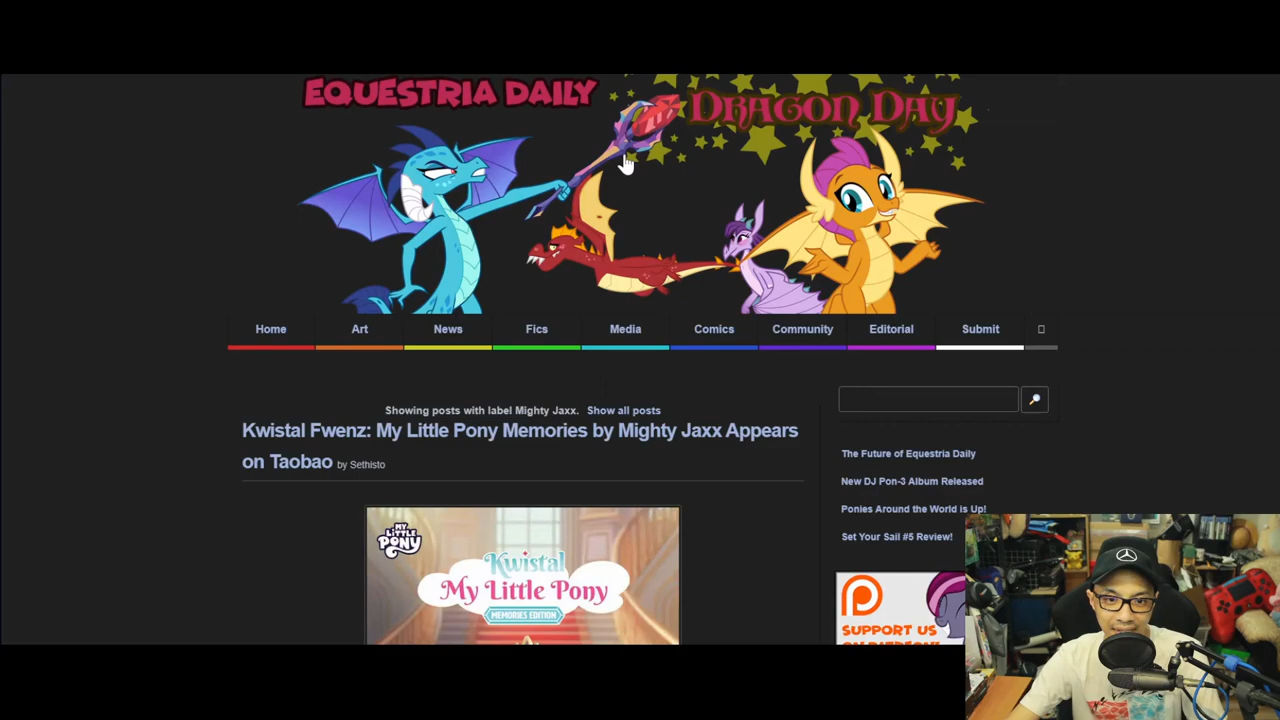 EQUESTRIA DAILY
DRAGON DAY
Home Art News Fics Media Comics Community Editorial Submit
Showing posts with label Mighty Jaxx. Show all posts
Kwistal Fwenz: My Little Pony Memories by Mighty Jaxx Appears
on Taobao by Sethisto
MY
LITTLE
PONY
Kwistal
My Little Pony
MEMORIES EDITION
The Future of Equestria Daily
New DJ Pon-3 Album Released
Ponies Around the World is Up!
Set Your Sail #5 Review!
SUPPORT US
ON PATREON!